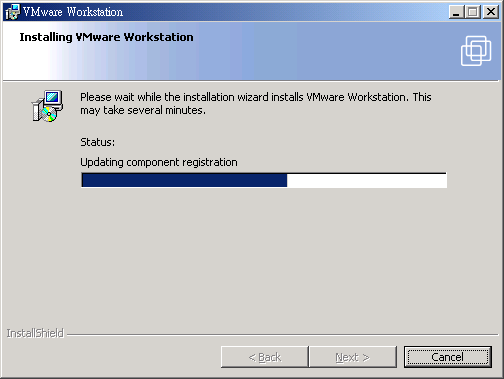 VMware Workstation
Installing VMware Workstation
Please wait while the installation wizard installs VMware Workstation. This
may take several minutes.
Status:
Updating component registration
InstallShield
< Back
Next >
Cancel